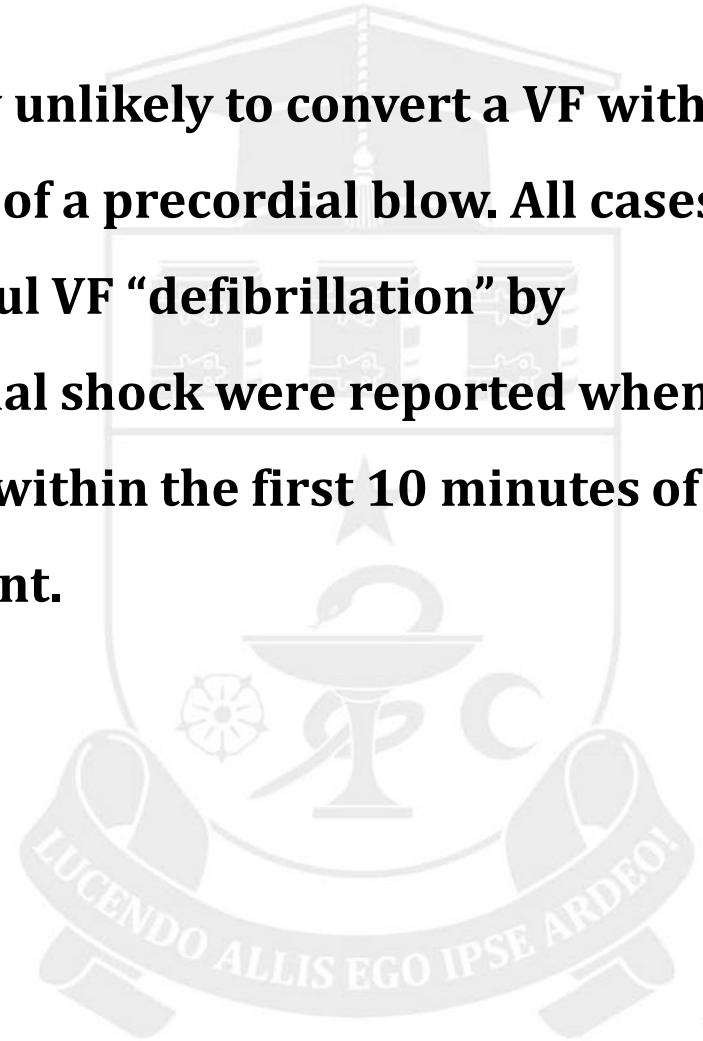 unlikely to convert a VF with
of a precordial blow. All cases
ul VF “defibrillation” by
al shock were reported when
within the first 10 minutes of
nt.
LUCENDO ALLIS EGO IPSE ARDEO!